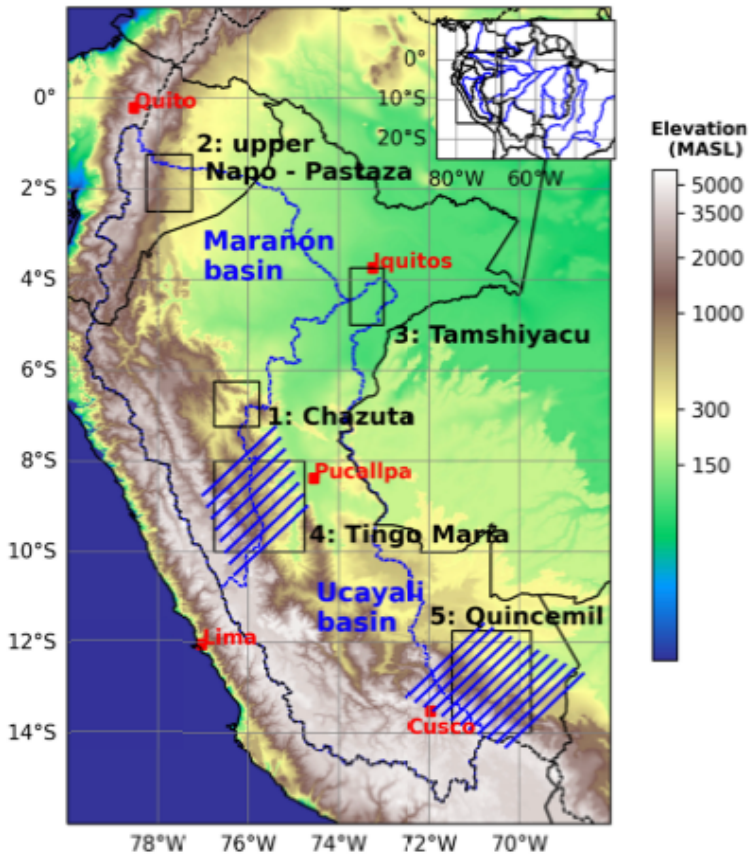 0°
10°S
20°S
80°W
60°W
Elevation
(MASL)
5000
3500
2000
1000
300
150
0°
2°S
4°S
6°S
8°S
10°S
12°S
14°S
78°W
76°W
74°W
72°W
70°W
Quito
2: upper
Napo - Pastaza
Marañón
basin
Iquitos
3: Tamshiyacu
1: Chazuta
Pucallpa
4: Tingo María
Ucayali
basin
5: Quincemil
Lima
Cusco